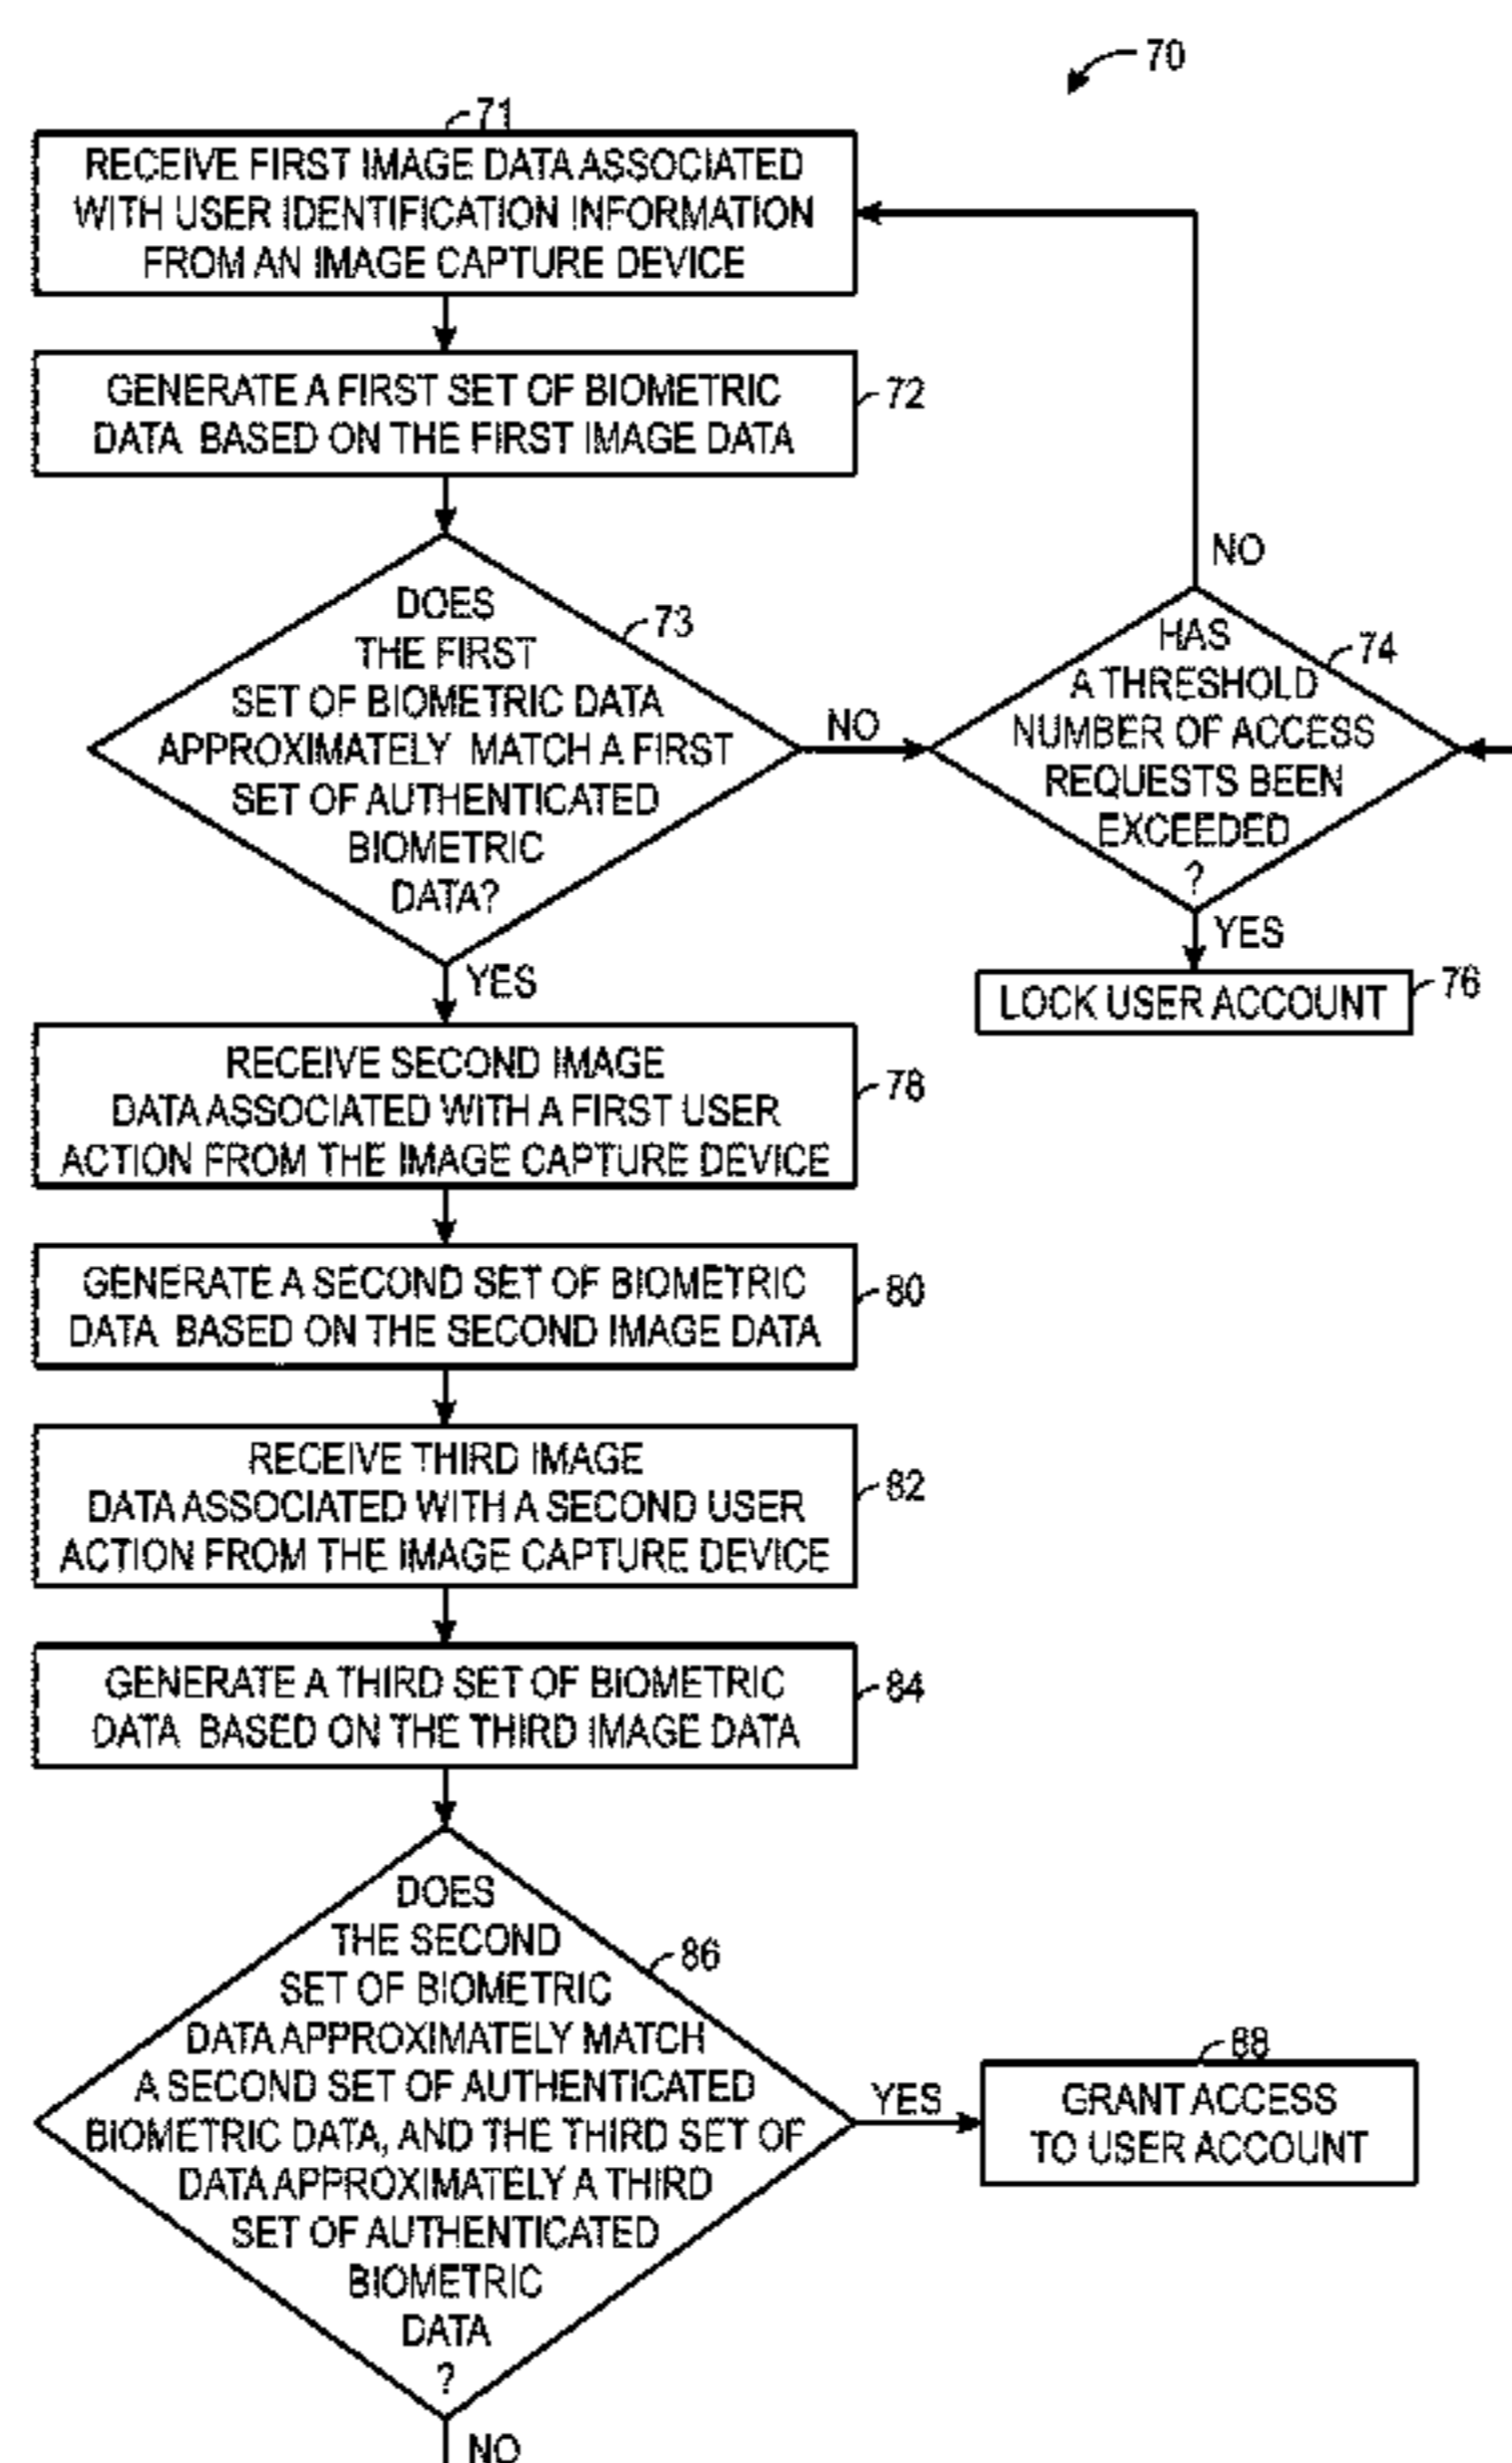 70
71
RECEIVE FIRST IMAGE DATA ASSOCIATED
WITH USER IDENTIFICATION INFORMATION
FROM AN IMAGE CAPTURE DEVICE
GENERATE A FIRST SET OF BIOMETRIC
DATA BASED ON THE FIRST IMAGE DATA
72
DOES
THE FIRST
SET OF BIOMETRIC DATA
APPROXIMATELY MATCH A FIRST
SET OF AUTHENTICATED
BIOMETRIC
DATA?
73
NO
YES
HAS
A THRESHOLD
NUMBER OF ACCESS
REQUESTS BEEN
EXCEEDED
?
74
NO
YES
LOCK USER ACCOUNT
76
RECEIVE SECOND IMAGE
DATA ASSOCIATED WITH A FIRST USER
ACTION FROM THE IMAGE CAPTURE DEVICE
78
GENERATE A SECOND SET OF BIOMETRIC
DATA BASED ON THE SECOND IMAGE DATA
80
RECEIVE THIRD IMAGE
DATA ASSOCIATED WITH A SECOND USER
ACTION FROM THE IMAGE CAPTURE DEVICE
82
GENERATE A THIRD SET OF BIOMETRIC
DATA BASED ON THE THIRD IMAGE DATA
84
DOES
THE SECOND
SET OF BIOMETRIC
DATA APPROXIMATELY MATCH
A SECOND SET OF AUTHENTICATED
BIOMETRIC DATA, AND THE THIRD SET OF
DATA APPROXIMATELY A THIRD
SET OF AUTHENTICATED
BIOMETRIC
DATA
?
86
YES
88
GRANT ACCESS
TO USER ACCOUNT
NO